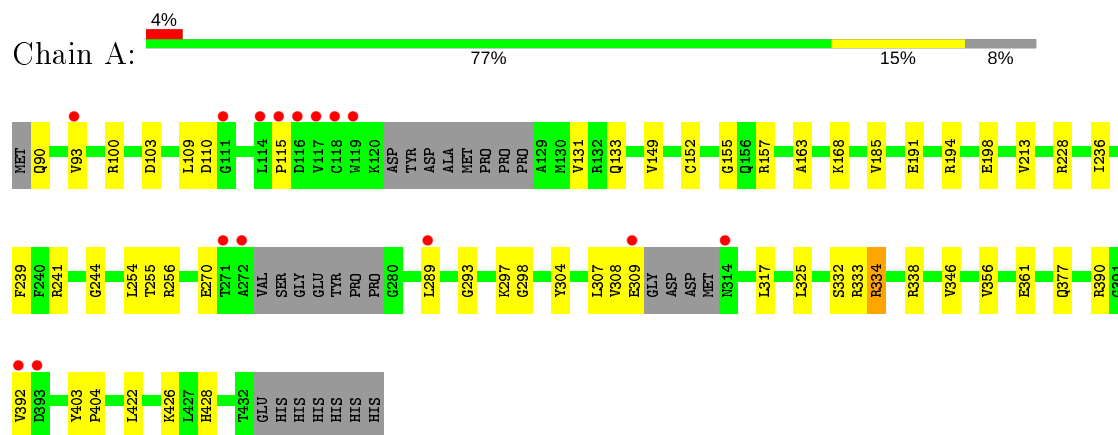 4%
Chain A:
77% 15% 8%
MET Q90 V93 R100 D103 L109 D110 G111 L114 P115 D116 V117 C118 W119 K120 ASP TYR ASP ALA MET PRO PRO PRO A129 M130 V131 R132 Q133 V149 C152 G155 Q156 R157 A163 K168 V185 E191 R194 E198 V213 R228 I236
F239 F240 R241 G244 L254 T255 R256 E270 T271 A272 VAL SER GLY GLU TYR PRO PRO G280 L289 G293 K297 G298 Y304 L307 V308 E309 GLY ASP ASP MET N314 L317 L325 S332 R333 R334 R338 V346 V356 E361 Q377 R390 G391
V392 D393 Y403 P404 L422 K426 L427 H428 T432 GLU HIS HIS HIS HIS HIS HIS